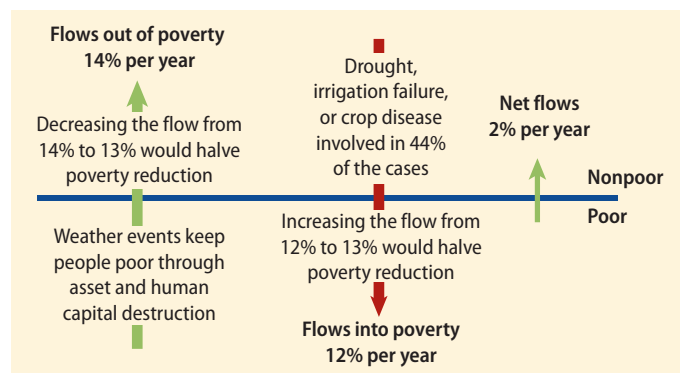 Flows out of poverty
14% per year
Decreasing the flow from
14% to 13% would halve
poverty reduction
Weather events keep
people poor through
asset and human
capital destruction
Drought,
irrigation failure,
or crop disease
involved in 44%
of the cases
Increasing the flow from
12% to 13% would halve
poverty reduction
Flows into poverty
12% per year
Net flows
2% per year
Nonpoor
Poor